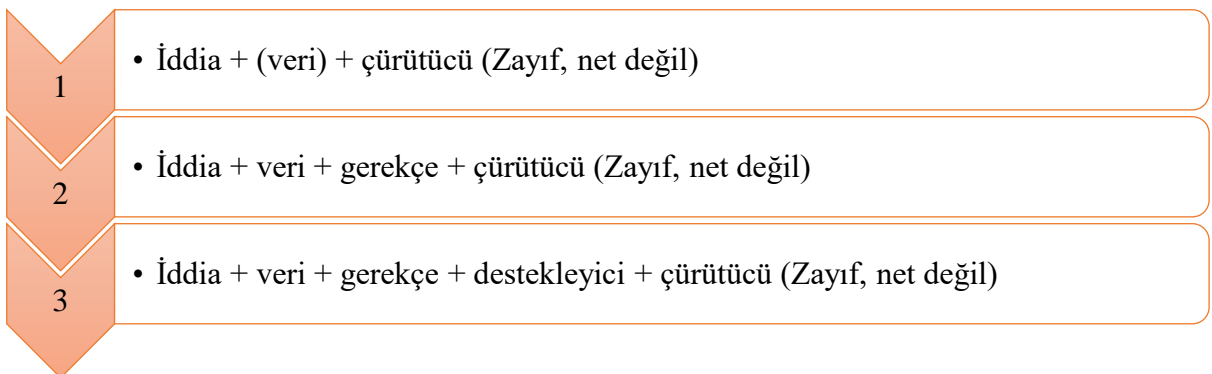 1
• İddia + (veri) + çürütücü (Zayıf, net değil)
2
• İddia + veri + gerekçe + çürütücü (Zayıf, net değil)
3
• İddia + veri + gerekçe + destekleyici + çürütücü (Zayıf, net değil)